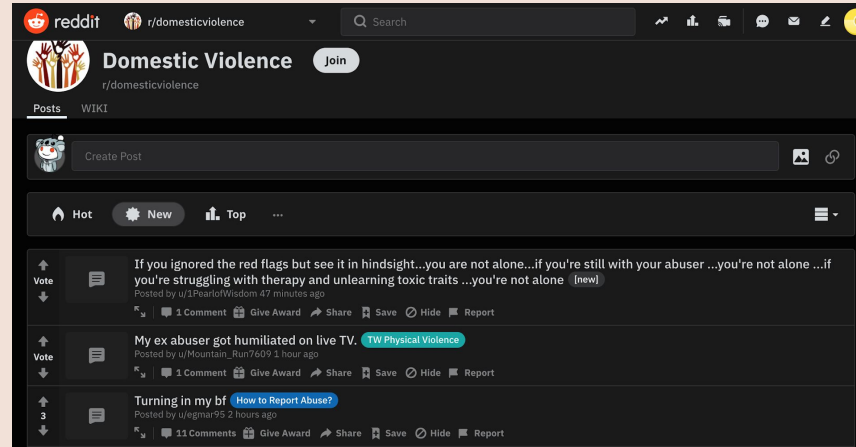 reddit r/domesticviolence Search
Domestic Violence Join
r/domesticviolence
Posts WIKI
Create Post
Hot New Top ...
If you ignored the red flags but see it in hindsight...you are not alone...if you're still with your abuser ...you're not alone ...if
Vote you're struggling with therapy and unlearning toxic traits ...you're not alone [new]
Posted by u/1PearlofWisdom 47 minutes ago
1 Comment Give Award Share Save Hide Report
My ex abuser got humiliated on live TV. TW Physical Violence
Vote Posted by u/Mountain_Run7609 1 hour ago
1 Comment Give Award Share Save Hide Report
Turning in my bf How to Report Abuse?
3 Posted by u/egmar95 2 hours ago
11 Comments Give Award Share Save Hide Report